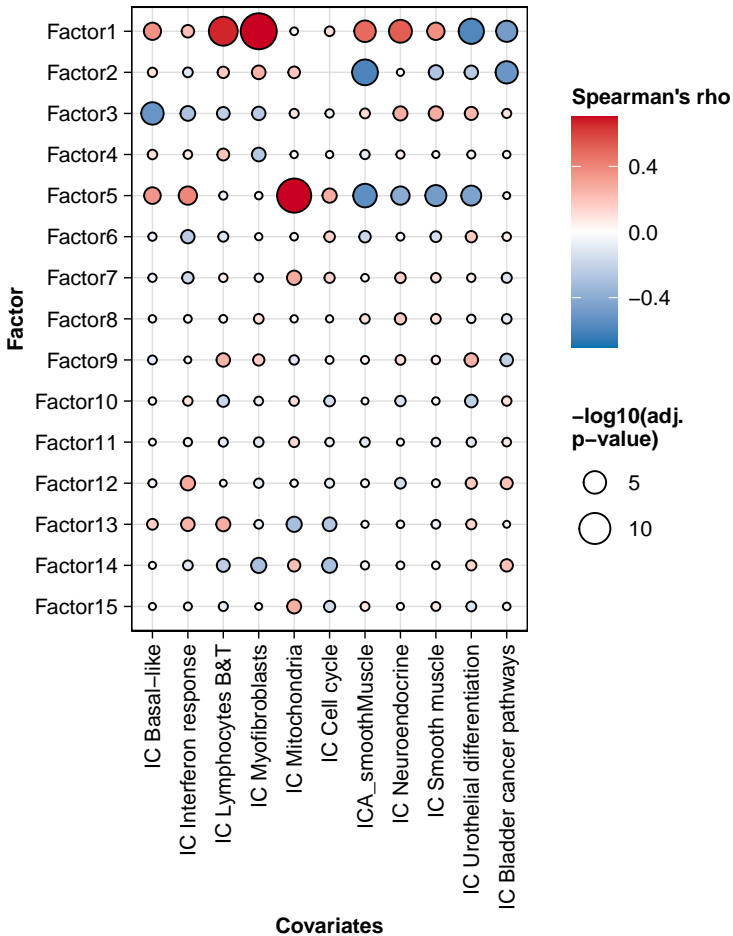 Factor1
Factor2
Factor3
Factor4
Factor5
Factor6
Factor7
Factor8
Factor9
Factor10
Factor11
Factor12
Factor13
Factor14
Factor15
Factor
IC Basal−like
IC Interferon response
IC Lymphocytes B&T
IC Myofibroblasts
IC Mitochondria
IC Cell cycle
ICA_smoothMuscle
IC Neuroendocrine
IC Smooth muscle
IC Urothelial differentiation
IC Bladder cancer pathways
Covariates
Spearman's rho
0.4
0.0
−0.4
−log10(adj.
p−value)
5
10